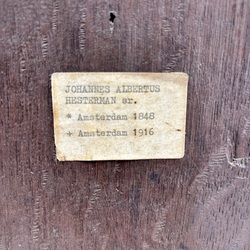 JOHANNES ALBERTUS
HESTERMAN sr.
* Amsterdam 1848
+ Amsterdam 1916